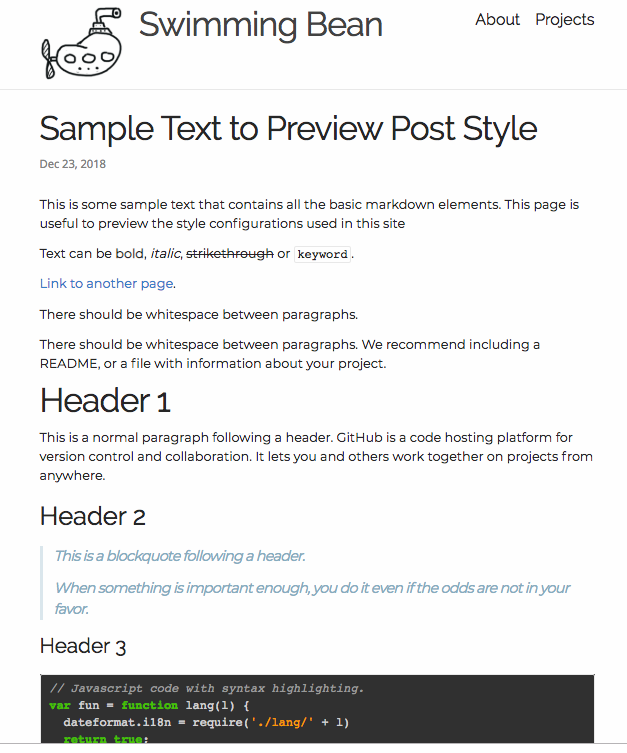 Swimming Bean
About Projects
Sample Text to Preview Post Style
Dec 23, 2018
This is some sample text that contains all the basic markdown elements. This page is
useful to preview the style configurations used in this site
Text can be bold, italic, strikethrough or keyword.
Link to another page.
There should be whitespace between paragraphs.
There should be whitespace between paragraphs. We recommend including a
README, or a file with information about your project.
Header 1
This is a normal paragraph following a header. GitHub is a code hosting platform for
version control and collaboration. It lets you and others work together on projects from
anywhere.
Header 2
This is a blockquote following a header.
When something is important enough, you do it even if the odds are not in your
favor.
Header 3
// Javascript code with syntax highlighting.
var fun = function lang(l) {
  dateformat.i18n = require('./lang/' + l)
  return true;